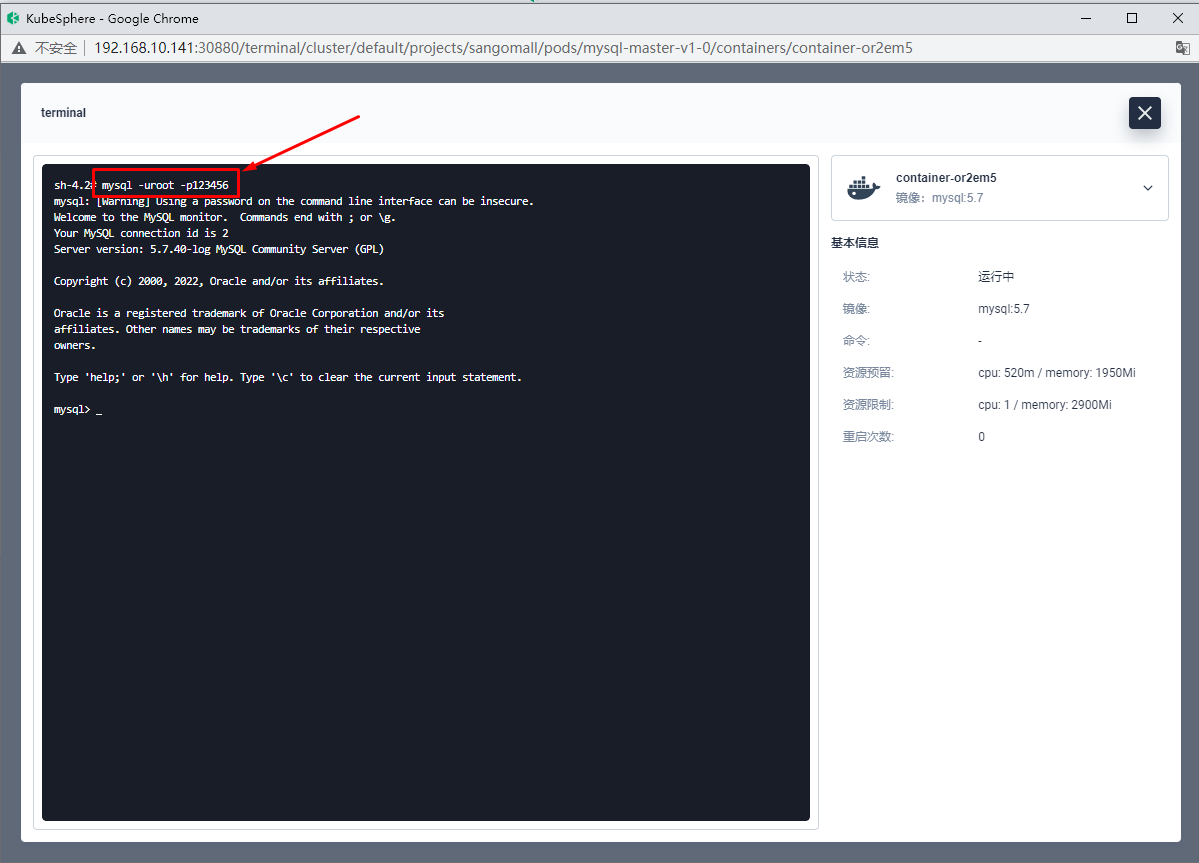 KubeSphere - Google Chrome
不安全 192.168.10.141:30880/terminal/cluster/default/projects/sangomall/pods/mysql-master-v1-0/containers/container-or2em5
terminal
sh-4.2# mysql -uroot -p123456
mysql: [Warning] Using a password on the command line interface can be insecure.
Welcome to the MySQL monitor.  Commands end with ; or \g.
Your MySQL connection id is 2
Server version: 5.7.40-log MySQL Community Server (GPL)
Copyright (c) 2000, 2022, Oracle and/or its affiliates.
Oracle is a registered trademark of Oracle Corporation and/or its
affiliates. Other names may be trademarks of their respective
owners.
Type 'help;' or '\h' for help. Type '\c' to clear the current input statement.
mysql> _
container-or2em5
镜像：mysql:5.7
基本信息
状态: 运行中
镜像: mysql:5.7
命令: -
资源预留: cpu: 520m / memory: 1950Mi
资源限制: cpu: 1 / memory: 2900Mi
重启次数: 0